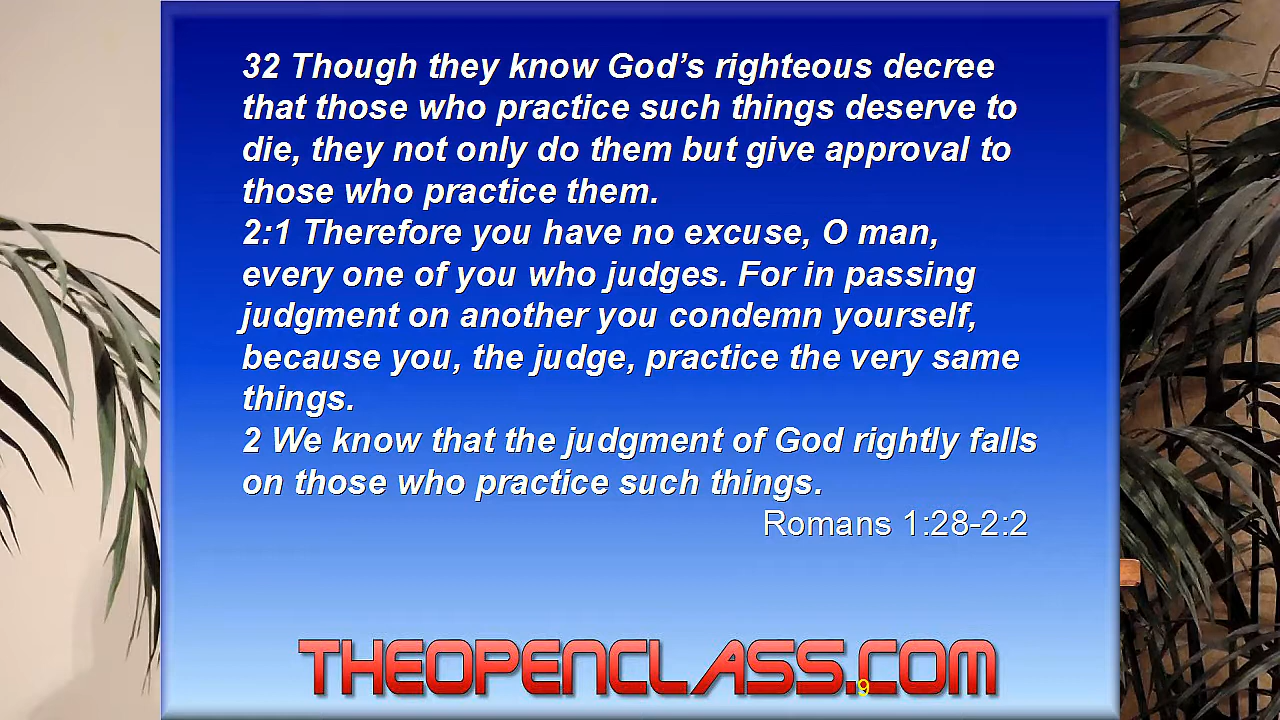 32 Though they know God’s righteous decree
that those who practice such things deserve to
die, they not only do them but give approval to
those who practice them.
2:1 Therefore you have no excuse, O man,
every one of you who judges. For in passing
judgment on another you condemn yourself,
because you, the judge, practice the very same
things.
2 We know that the judgment of God rightly falls
on those who practice such things.
Romans 1:28-2:2
THEOPENCLASS.COM
9